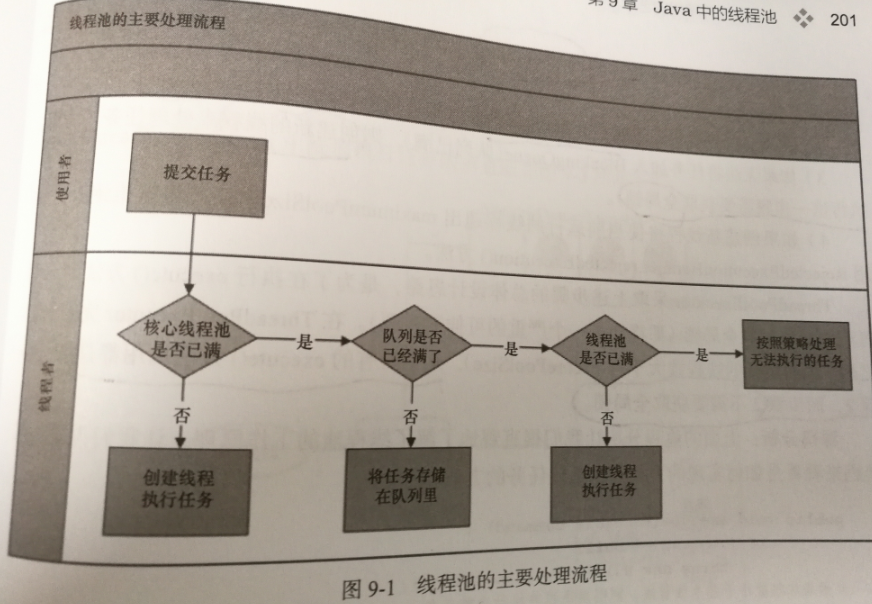 第9章 Java 中的线程池 201
线程池的主要处理流程
使用者
提交任务
线程者
核心线程池
是否已满
是
队列是否
已经满了
是
线程池
是否已满
是
按照策略处理
无法执行的任务
否
否
否
创建线程
执行任务
将任务存储
在队列里
创建线程
执行任务
图 9-1 线程池的主要处理流程